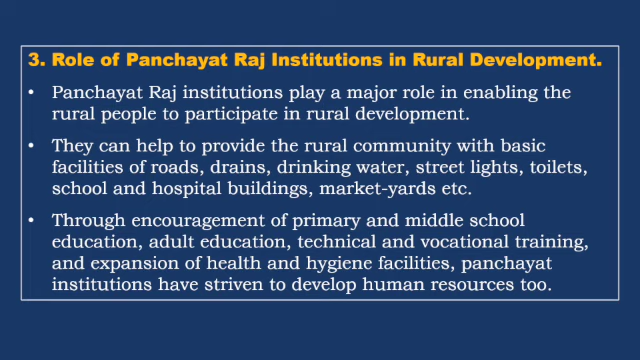 3. Role of Panchayat Raj Institutions in Rural Development.
• Panchayat Raj institutions play a major role in enabling the
rural people to participate in rural development.
• They can help to provide the rural community with basic
facilities of roads, drains, drinking water, street lights, toilets,
school and hospital buildings, market-yards etc.
• Through encouragement of primary and middle school
education, adult education, technical and vocational training,
and expansion of health and hygiene facilities, panchayat
institutions have striven to develop human resources too.